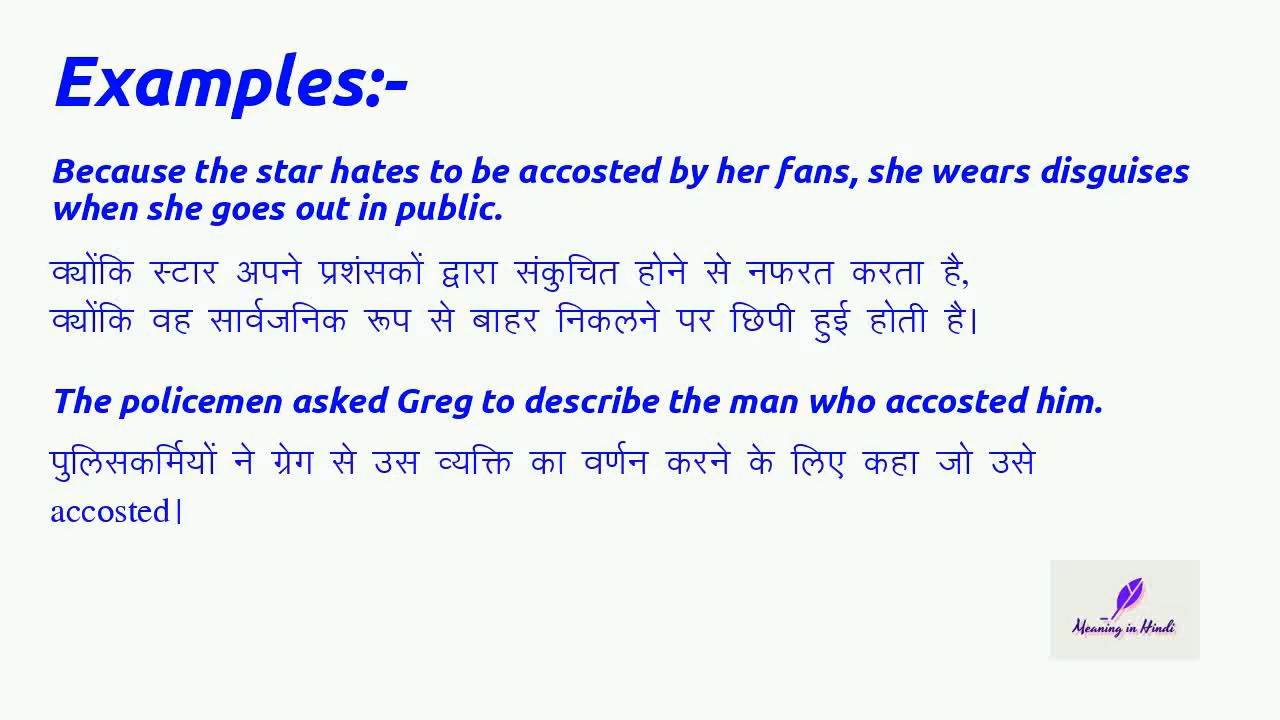 Examples:-
Because the star hates to be accosted by her fans, she wears disguises
when she goes out in public.
क्योंकि स्टार अपने प्रशंसकों द्वारा संकुचित होने से नफरत करता है,
क्योंकि वह सार्वजनिक रूप से बाहर निकलने पर छिपी हुई होती है।
The policemen asked Greg to describe the man who accosted him.
पुलिसकर्मियों ने ग्रेग से उस व्यक्ति का वर्णन करने के लिए कहा जो उसे
accosted।
Meaning in Hindi